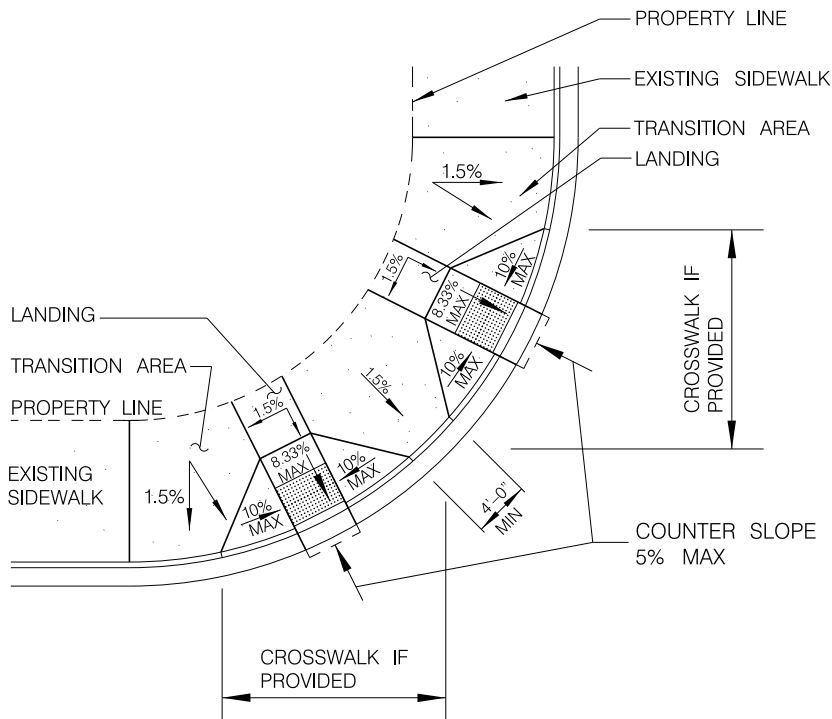 PROPERTY LINE
EXISTING SIDEWALK
TRANSITION AREA
LANDING
1.5%
1.5%
10%
MAX
8.33%
MAX
10%
MAX
CROSSWALK IF
PROVIDED
LANDING
TRANSITION AREA
PROPERTY LINE
EXISTING
SIDEWALK
1.5%
1.5%
1.5%
8.33%
MAX
10%
MAX
10%
MAX
4'-0"
MIN
COUNTER SLOPE
5% MAX
CROSSWALK IF
PROVIDED